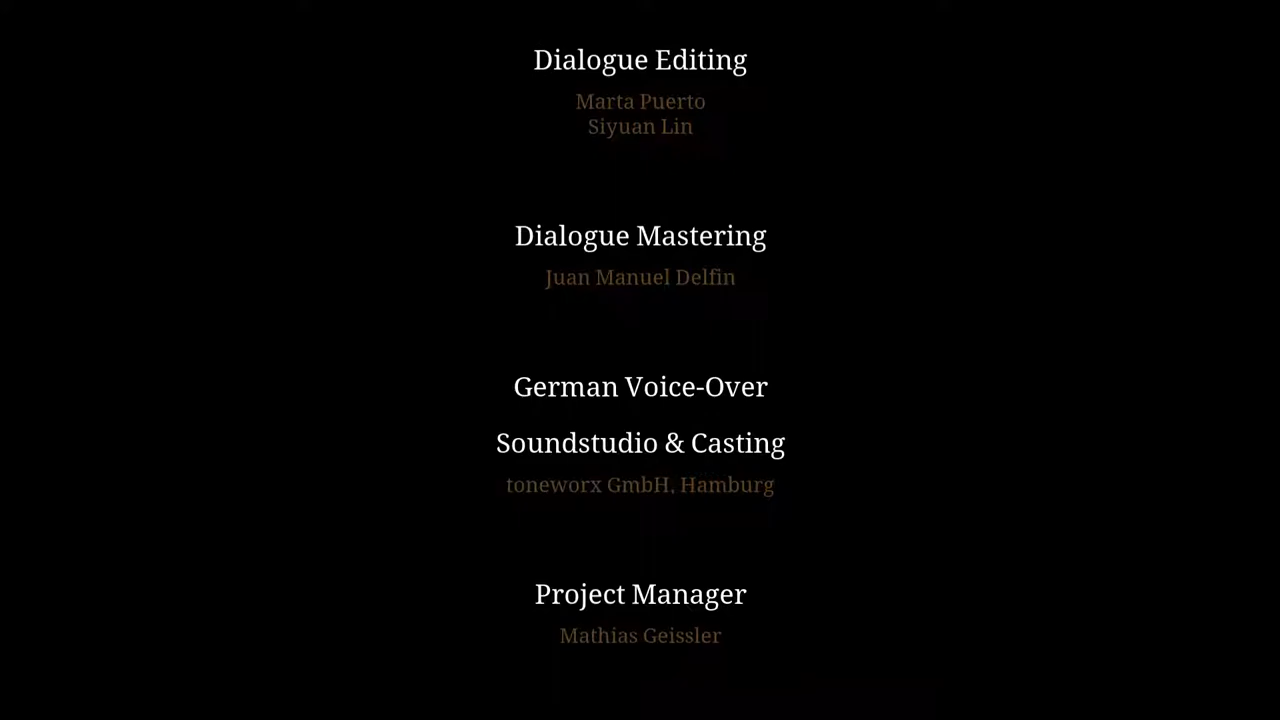 Dialogue Editing
Marta Puerto
Siyuan Lin
Dialogue Mastering
Juan Manuel Delfin
German Voice-Over
Soundstudio & Casting
toneworx GmbH, Hamburg
Project Manager
Mathias Geissler